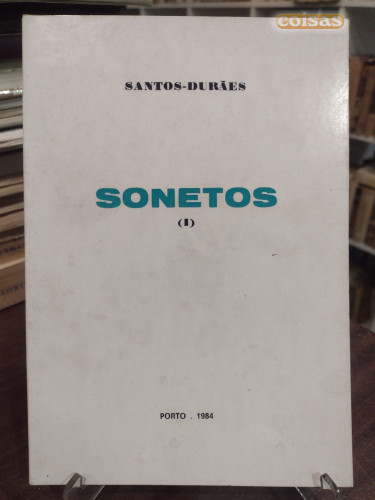 coisas
SANTOS-DURÃES
SONETOS
(I)
PORTO . 1984